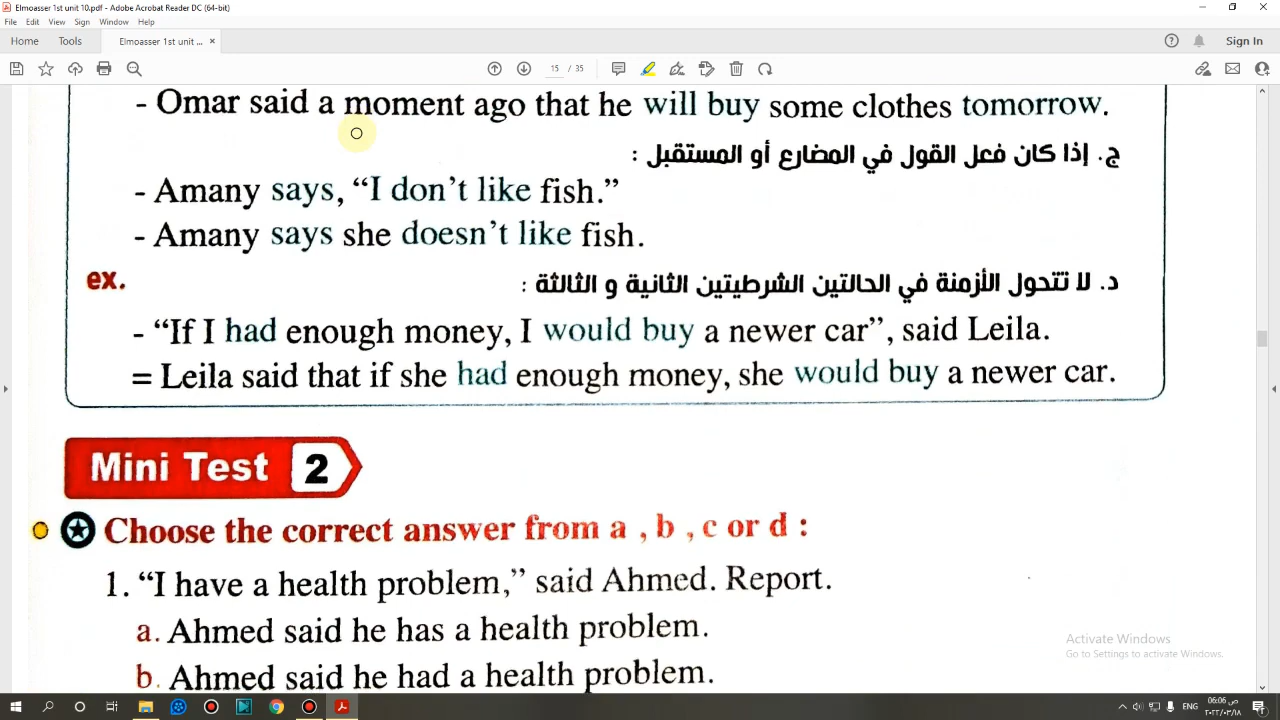 Elmoasser 1st unit 10.pdf - Adobe Acrobat Reader DC (64-bit)
File Edit View Sign Window Help
Home Tools Elmoasser 1st unit ... × Sign In
15 / 35
- Omar said a moment ago that he will buy some clothes tomorrow.
ج. إذا كان فعل القول في المضارع أو المستقبل :
- Amany says, “I don’t like fish.”
- Amany says she doesn’t like fish.
ex.
د. لا تتحول الأزمنة في الحالتين الشرطيتين الثانية و الثالثة :
- “If I had enough money, I would buy a newer car”, said Leila.
= Leila said that if she had enough money, she would buy a newer car.
Mini Test 2
Choose the correct answer from a , b , c or d :
1. “I have a health problem,” said Ahmed. Report.
a. Ahmed said he has a health problem.
b. Ahmed said he had a health problem.
Activate Windows
Go to Settings to activate Windows.
ENG
06:06 ص
٢٠٢٢/٠٣/١٨